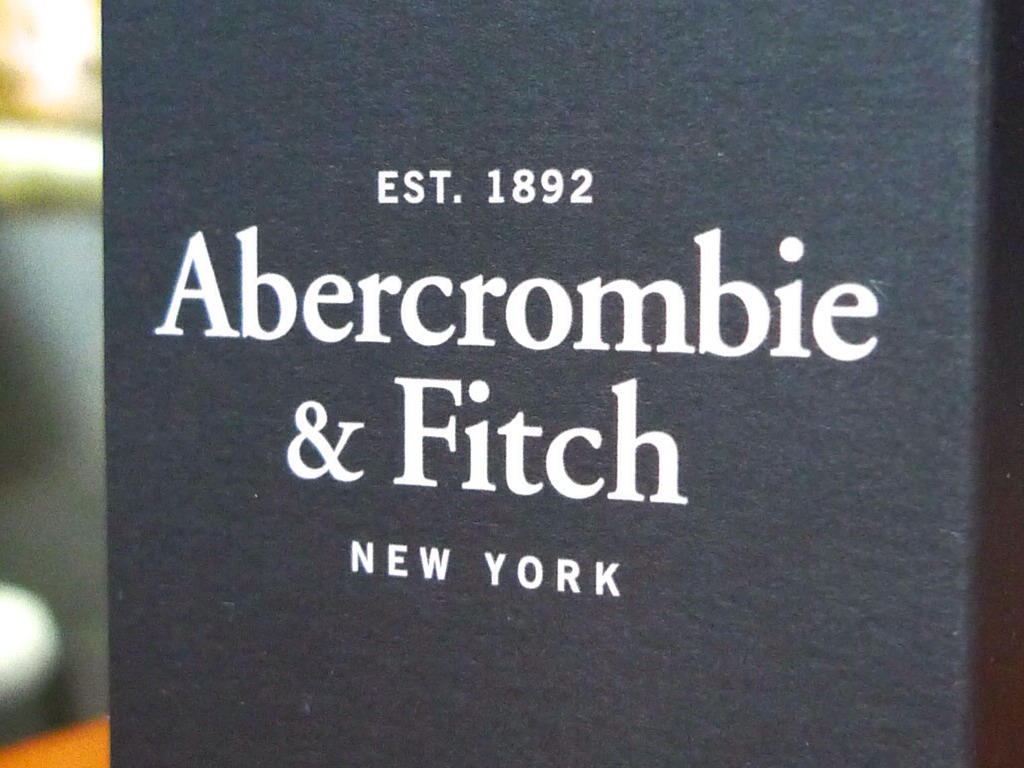 EST. 1892
Abercrombie
& Fitch
NEW YORK